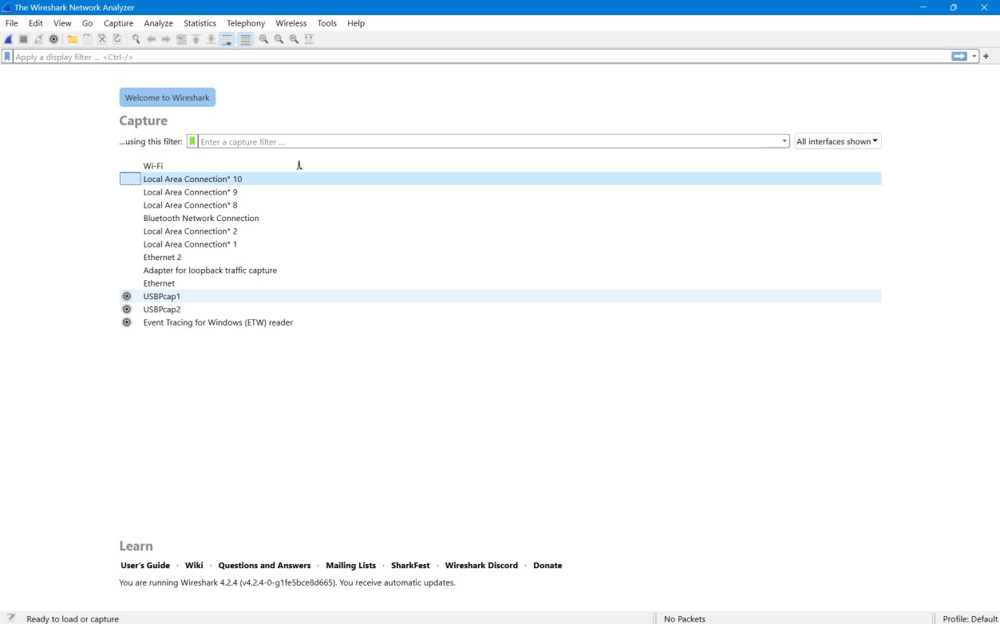 The Wireshark Network Analyzer
File Edit View Go Capture Analyze Statistics Telephony Wireless Tools Help
Apply a display filter ... <Ctrl-/>
Welcome to Wireshark
Capture
...using this filter: Enter a capture filter ... All interfaces shown
Wi-Fi
Local Area Connection* 10
Local Area Connection* 9
Local Area Connection* 8
Bluetooth Network Connection
Local Area Connection* 2
Local Area Connection* 1
Ethernet 2
Adapter for loopback traffic capture
Ethernet
USBPcap1
USBPcap2
Event Tracing for Windows (ETW) reader
Learn
User's Guide · Wiki · Questions and Answers · Mailing Lists · SharkFest · Wireshark Discord · Donate
You are running Wireshark 4.2.4 (v4.2.4-0-g1fe5bce8d665). You receive automatic updates.
Ready to load or capture No Packets Profile: Default